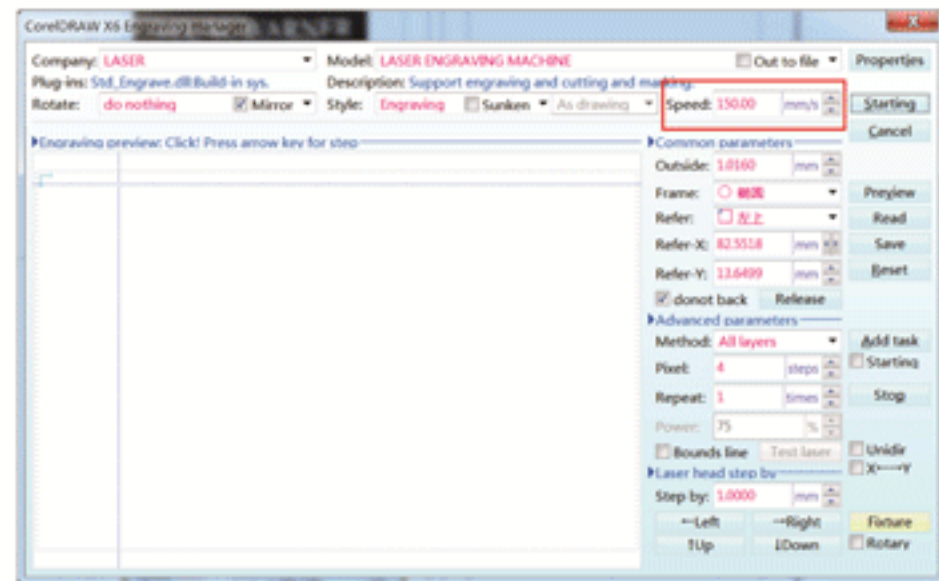 CorelDRAW X6 Engraving manager
Company: LASER Model: LASER ENGRAVING MACHINE Out to file Properties
Plug-ins: Std_Engrave.dll:Build-in sys. Description: Support engraving and cutting and marking.
Rotate: do nothing Mirror Style: Engraving Sunken As drawing Speed: 150.00 mm/s Starting
Cancel
Engraving preview: Click! Press arrow key for step Common parameters
Outside: 1.0160 mm
Frame: Preview
Refer: 左上 Read
Refer-X: 82.5518 mm Save
Refer-Y: 13.6499 mm Reset
donot back Release
Advanced parameters
Method: All layers Add task
Pixel: 4 steps Starting
Repeat: 1 times Stop
Power: 75 %
Bounds line Test laser Unidir
Laser head step by X←→Y
Step by: 1.0000 mm
←Left →Right Fixture
↑Up ↓Down Rotary